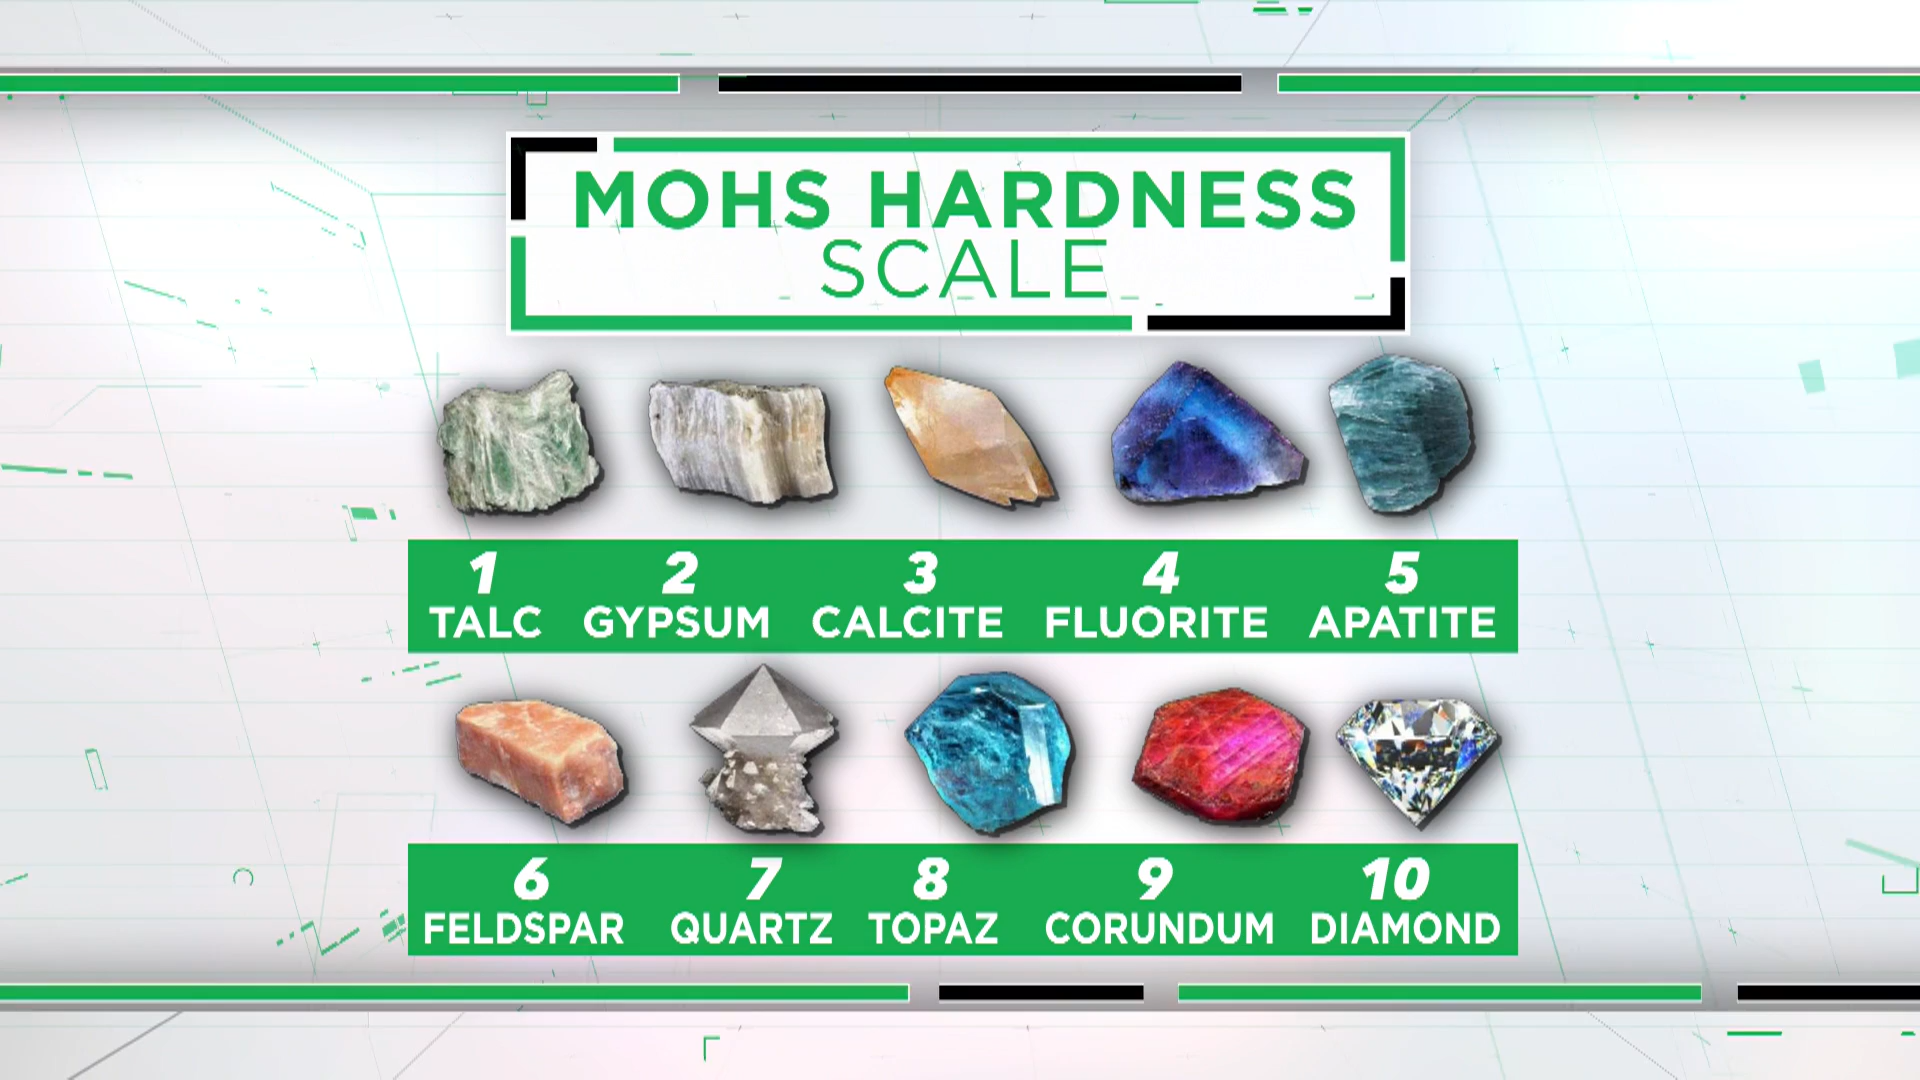 MOHS HARDNESS
SCALE
1 2 3 4 5
TALC GYPSUM CALCITE FLUORITE APATITE
6 7 8 9 10
FELDSPAR QUARTZ TOPAZ CORUNDUM DIAMOND